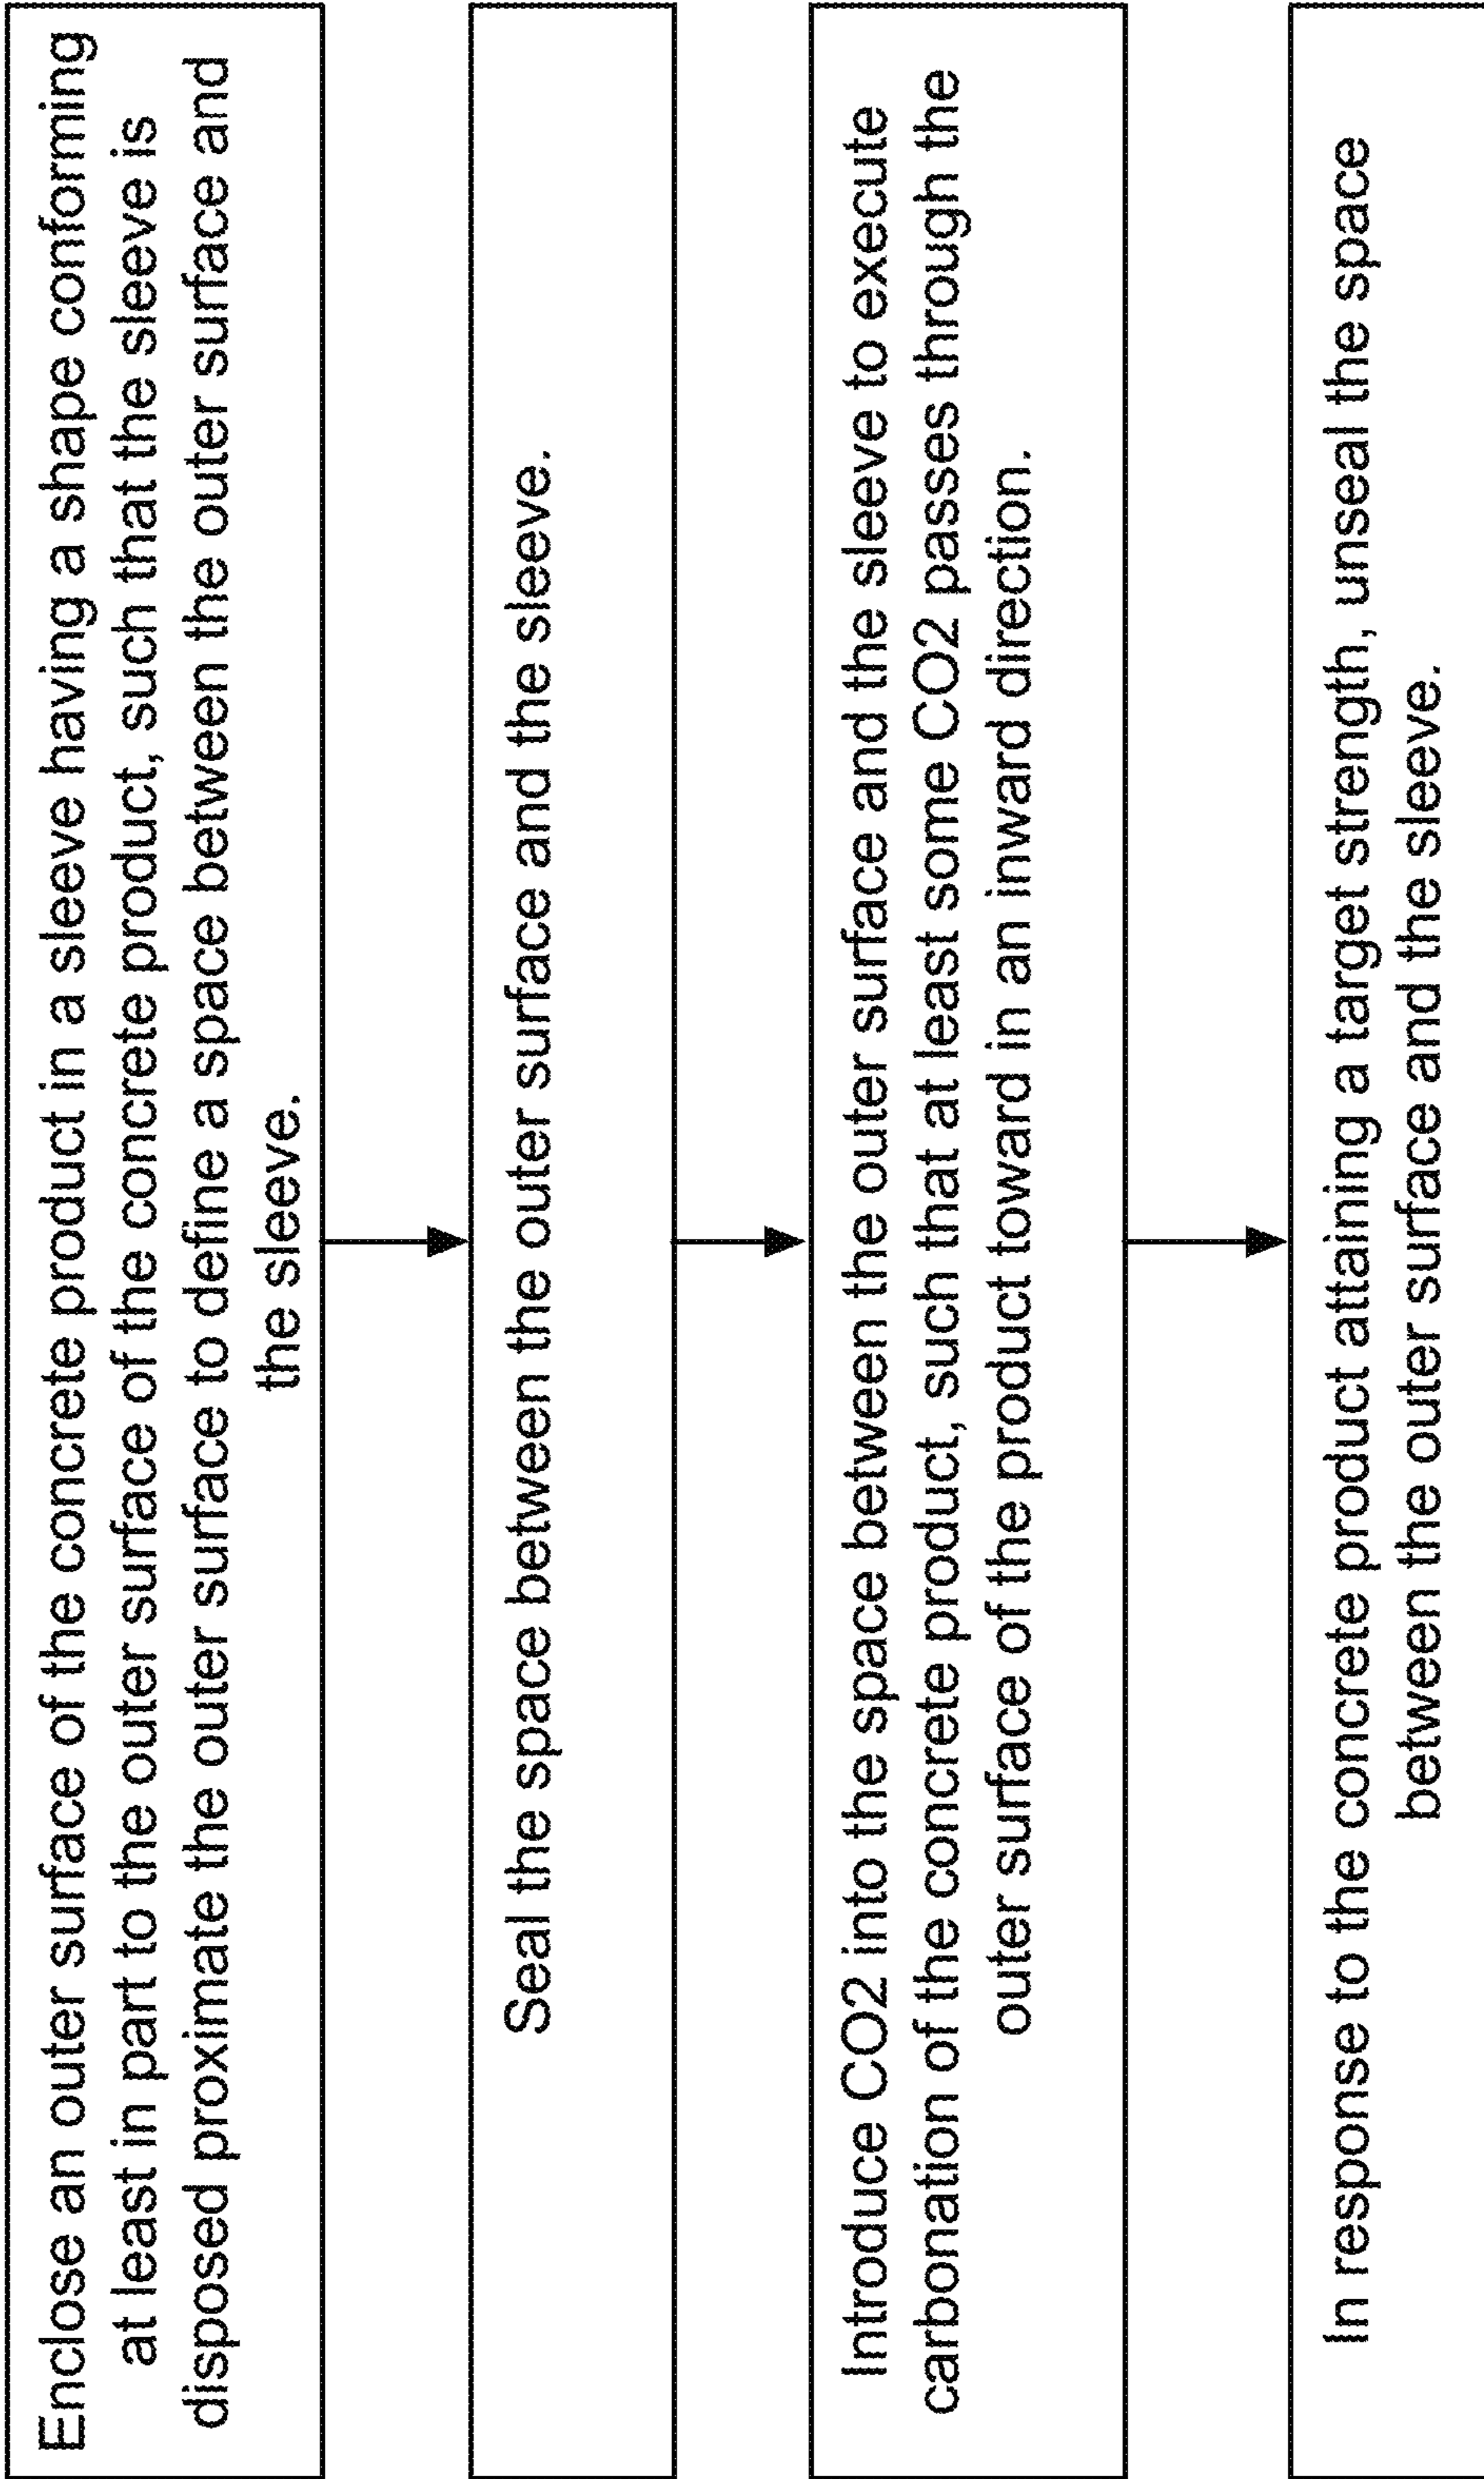 Enclose an outer surface of the concrete product in a sleeve having a shape conforming
at least in part to the outer surface of the concrete product, such that the sleeve is
disposed proximate the outer surface to define a space between the outer surface and
the sleeve.
Seal the space between the outer surface and the sleeve.
Introduce CO2 into the space between the outer surface and the sleeve to execute
carbonation of the concrete product, such that at least some CO2 passes through the
outer surface of the product toward in an inward direction.
In response to the concrete product attaining a target strength, unseal the space
between the outer surface and the sleeve.